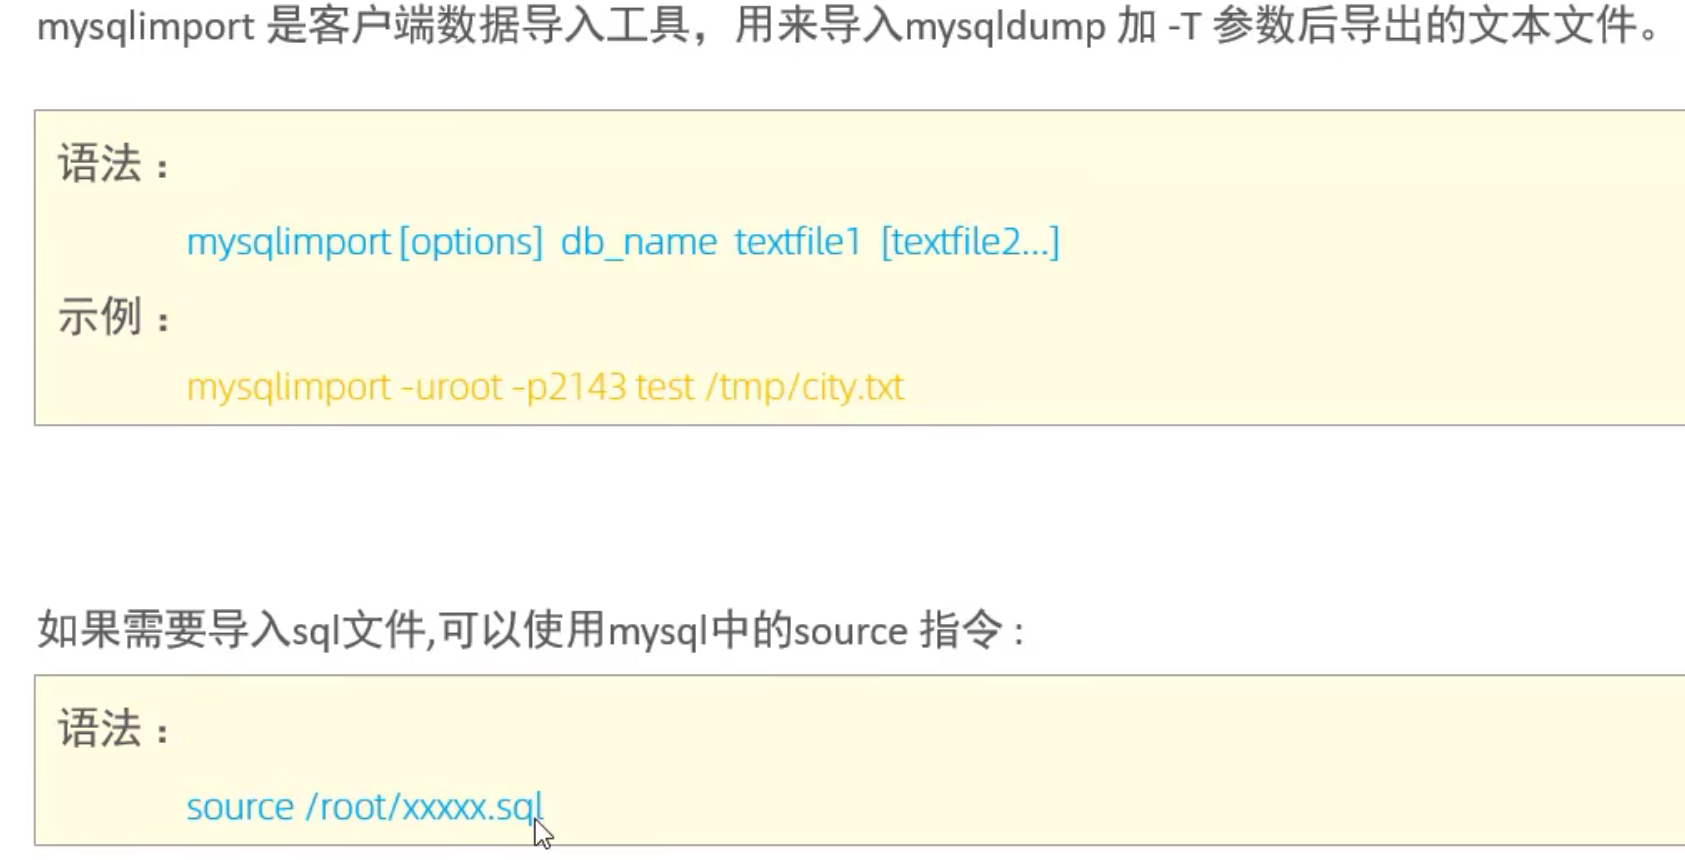 mysqlimport 是客户端数据导入工具，用来导入mysqldump 加 -T 参数后导出的文本文件。
语法：
mysqlimport [options] db_name textfile1 [textfile2...]
示例：
mysqlimport -uroot -p2143 test /tmp/city.txt
如果需要导入sql文件,可以使用mysql中的source 指令 :
语法：
source /root/xxxxx.sql